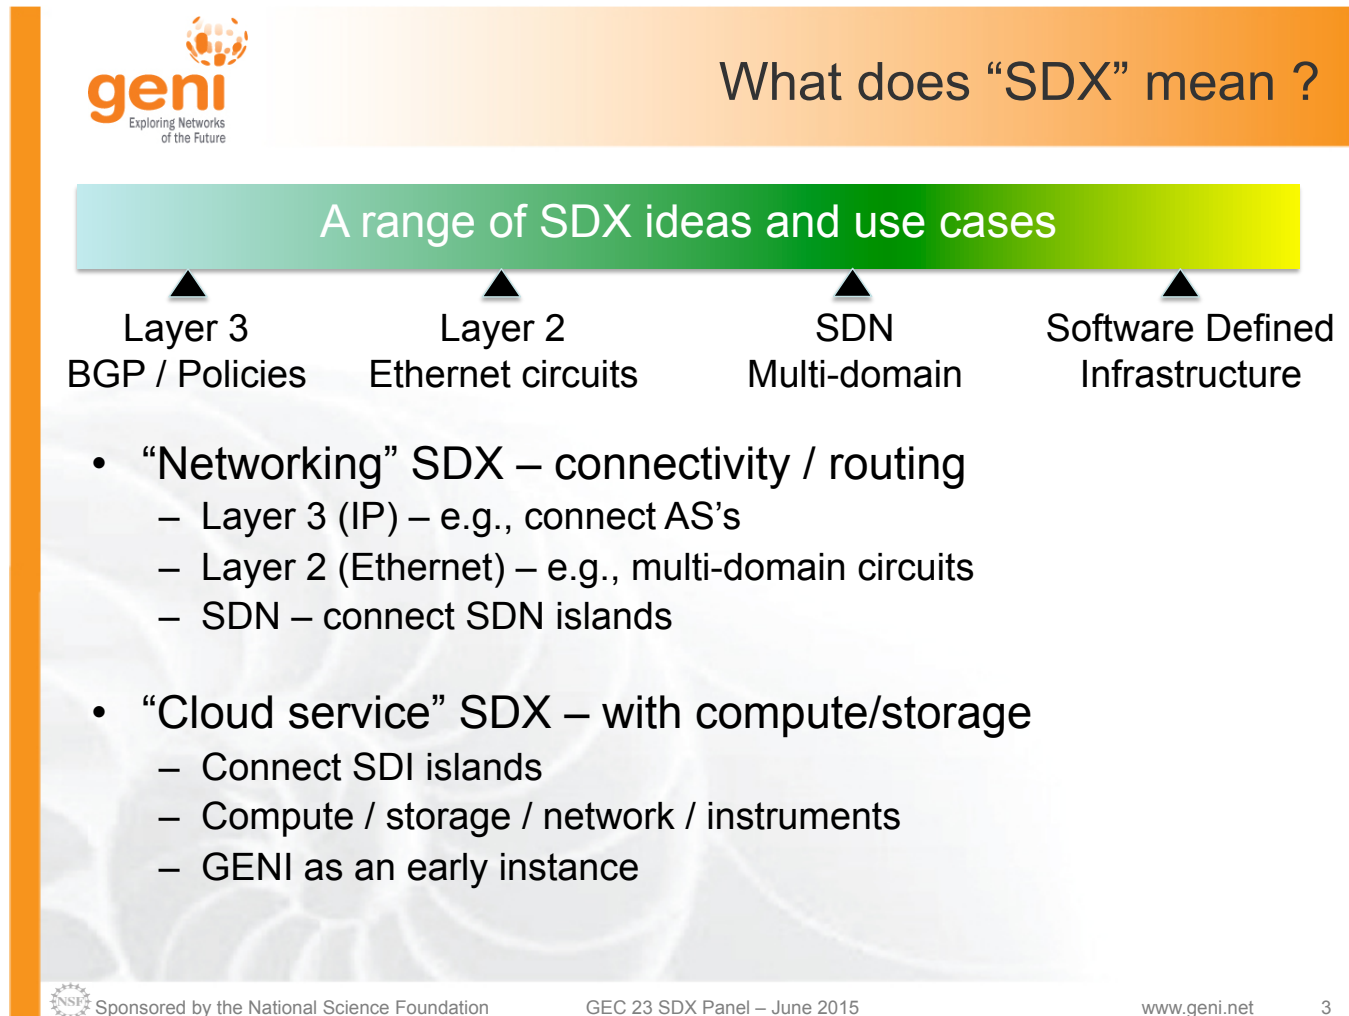 geni
Exploring Networks
of the Future
What does “SDX” mean ?
A range of SDX ideas and use cases
Layer 3
BGP / Policies
Layer 2
Ethernet circuits
SDN
Multi-domain
Software Defined
Infrastructure
• “Networking” SDX – connectivity / routing
– Layer 3 (IP) – e.g., connect AS’s
– Layer 2 (Ethernet) – e.g., multi-domain circuits
– SDN – connect SDN islands
• “Cloud service” SDX – with compute/storage
– Connect SDI islands
– Compute / storage / network / instruments
– GENI as an early instance
NSF Sponsored by the National Science Foundation GEC 23 SDX Panel – June 2015 www.geni.net 3